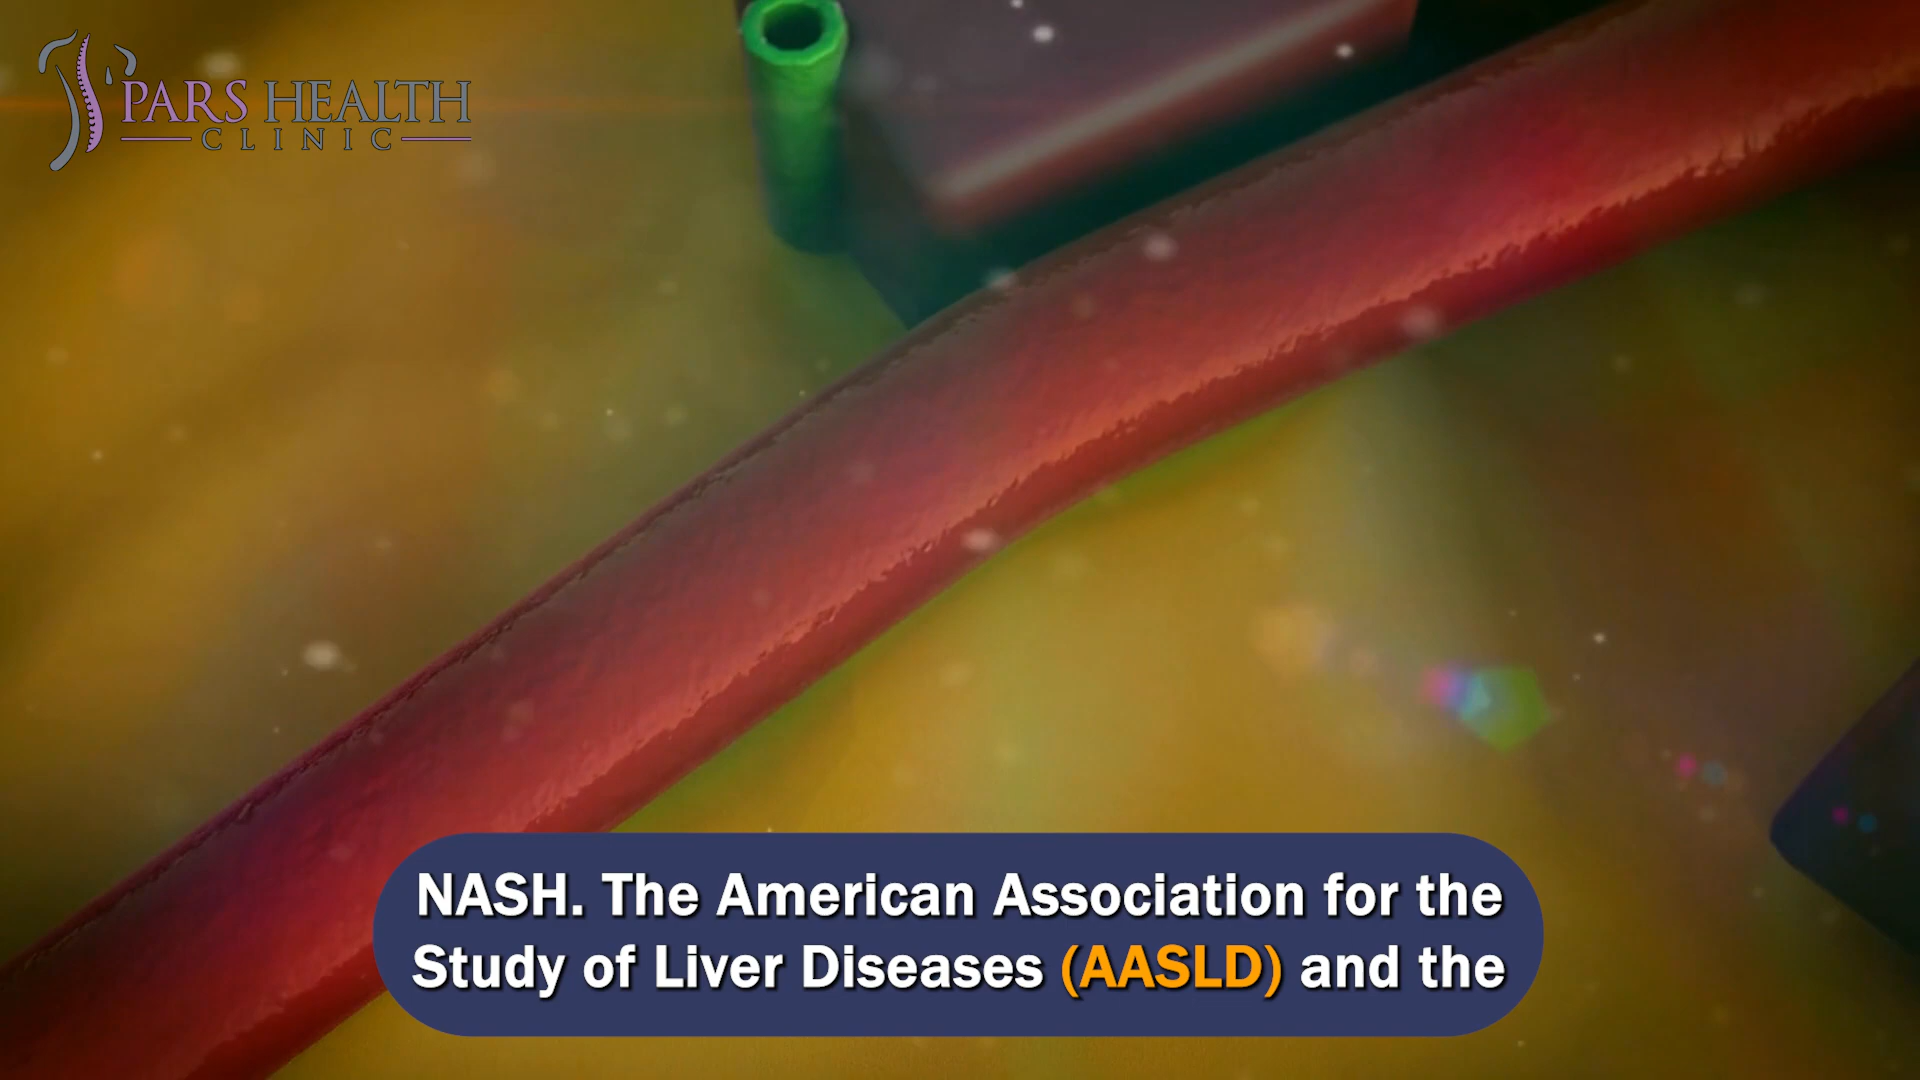 PARS HEALTH
CLINIC
NASH. The American Association for the
Study of Liver Diseases (AASLD) and the